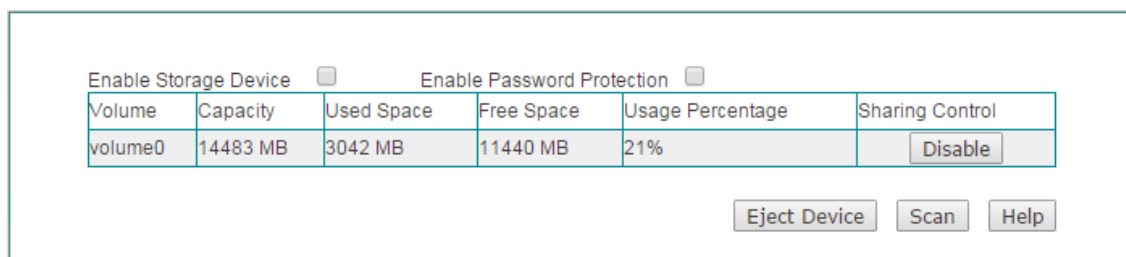 Enable Storage Device Enable Password Protection
Volume Capacity Used Space Free Space Usage Percentage Sharing Control
volume0 14483 MB 3042 MB 11440 MB 21% Disable
Eject Device Scan Help